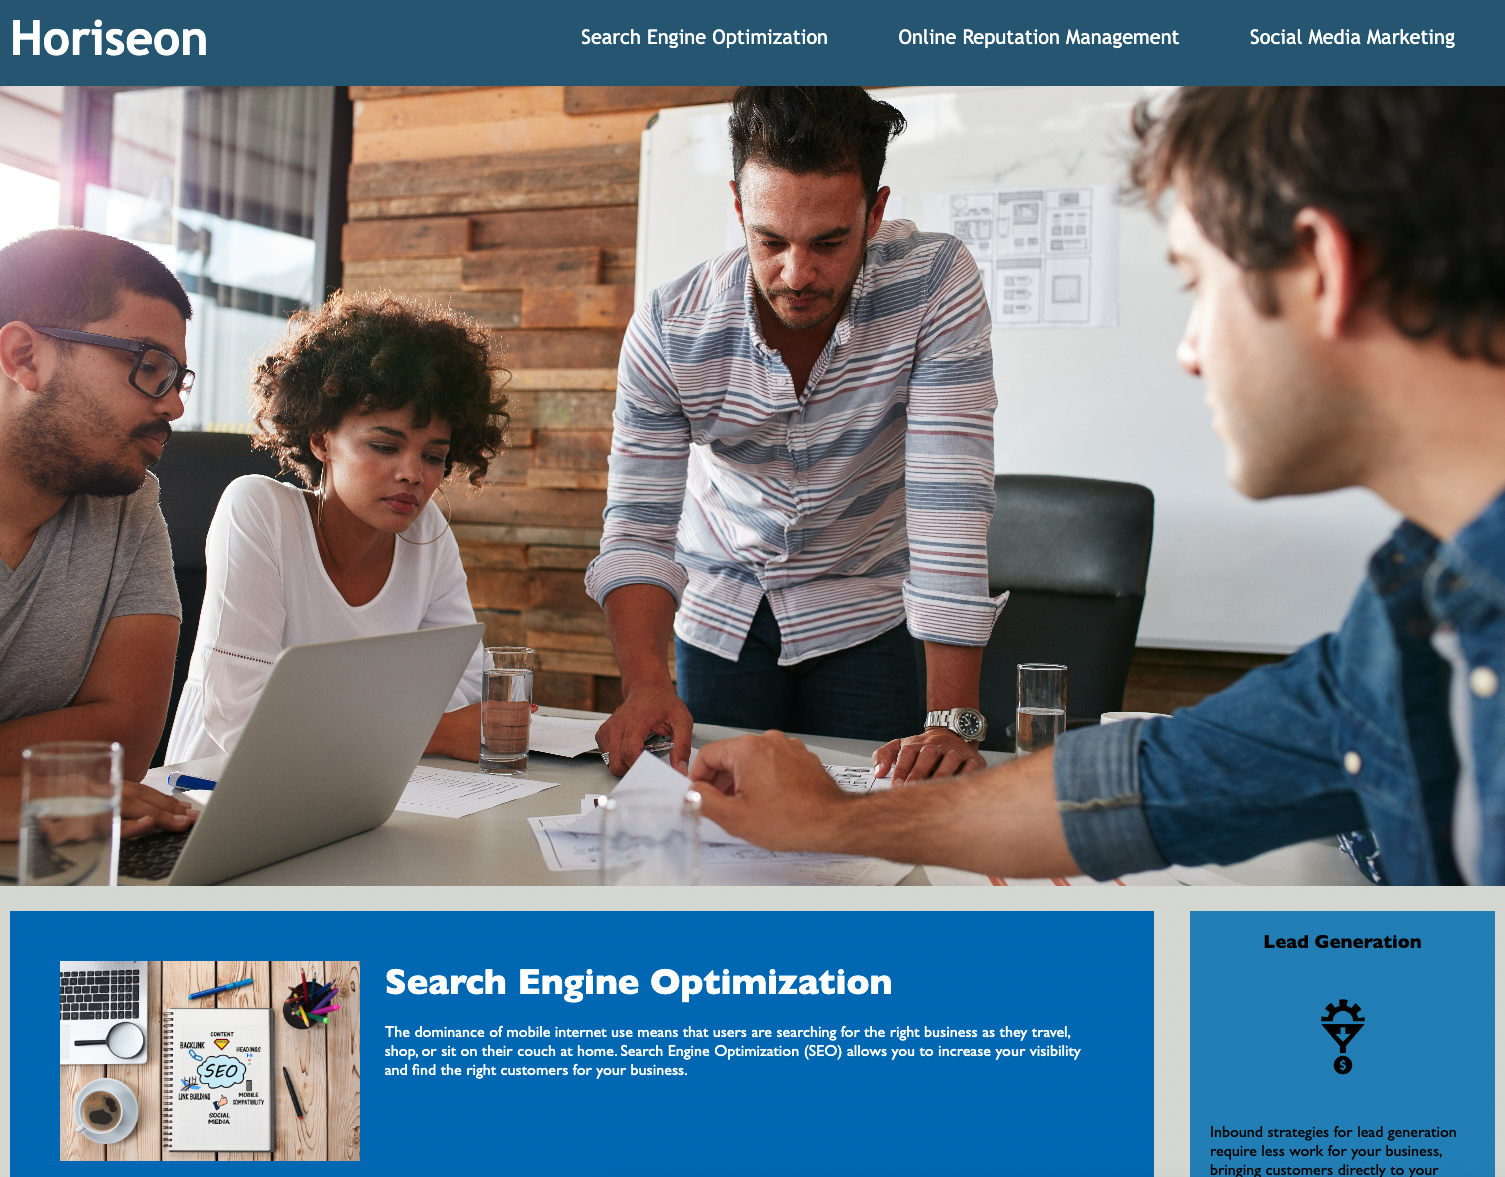 Horiseon
Search Engine Optimization
Online Reputation Management
Social Media Marketing
Search Engine Optimization
The dominance of mobile internet use means that users are searching for the right business as they travel,
shop, or sit on their couch at home. Search Engine Optimization (SEO) allows you to increase your visibility
and find the right customers for your business.
CONTENT
BACKLINK
HEADINGS
SEO
LINK BUILDING
MOBILE
COMPATIBILITY
SOCIAL
MEDIA
Lead Generation
$
Inbound strategies for lead generation
require less work for your business,
bringing customers directly to your